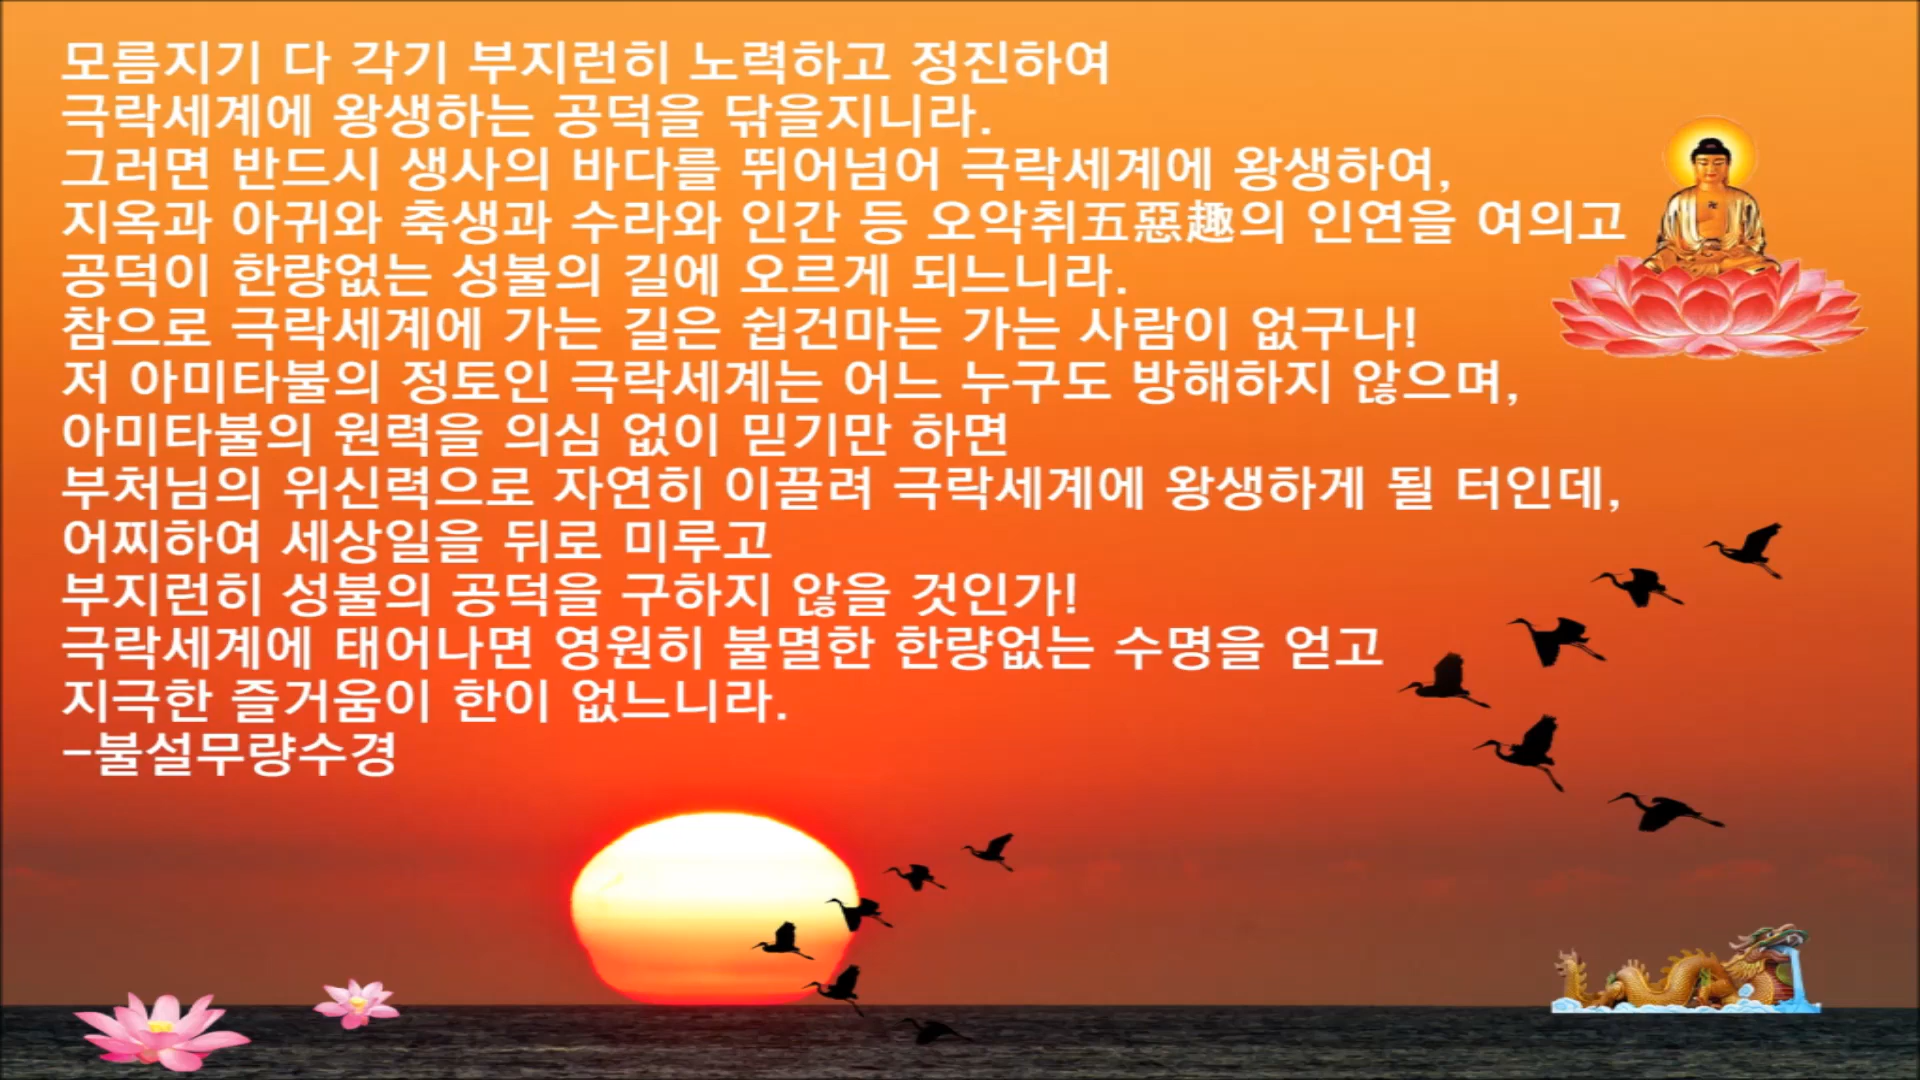 모름지기 다 각기 부지런히 노력하고 정진하여
극락세계에 왕생하는 공덕을 닦을지니라.
그러면 반드시 생사의 바다를 뛰어넘어 극락세계에 왕생하여,
지옥과 아귀와 축생과 수라와 인간 등 오악취五惡趣의 인연을 여의고
공덕이 한량없는 성불의 길에 오르게 되느니라.
참으로 극락세계에 가는 길은 쉽건마는 가는 사람이 없구나!
저 아미타불의 정토인 극락세계는 어느 누구도 방해하지 않으며,
아미타불의 원력을 의심 없이 믿기만 하면
부처님의 위신력으로 자연히 이끌려 극락세계에 왕생하게 될 터인데,
어찌하여 세상일을 뒤로 미루고
부지런히 성불의 공덕을 구하지 않을 것인가!
극락세계에 태어나면 영원히 불멸한 한량없는 수명을 얻고
지극한 즐거움이 한이 없느니라.
-불설무량수경